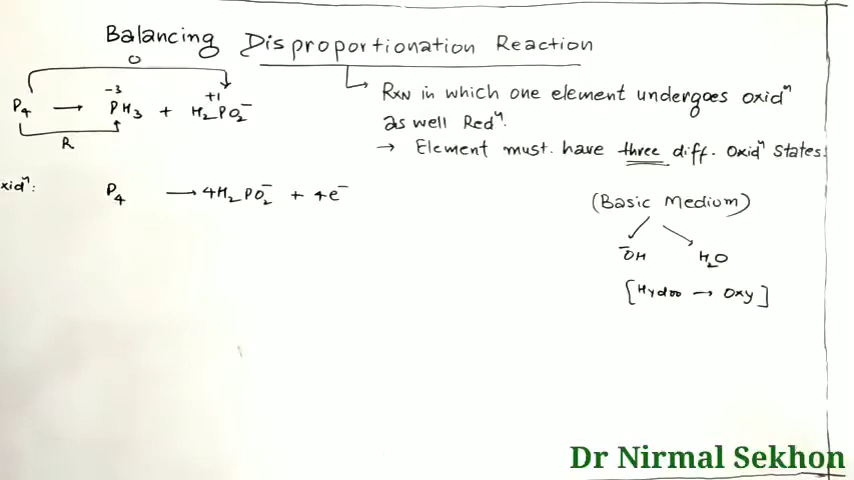 Balancing Disproportionation Reaction
O
P₄ → PH₃ + H₂PO₂⁻
-3
+1
R
Rxn in which one element undergoes oxidⁿ
as well Redⁿ.
→ Element must. have three diff. Oxidⁿ States.
xidⁿ: P₄ → 4H₂PO₂⁻ + 4e⁻
(Basic Medium)
⁻OH H₂O
[Hydro → Oxy]
Dr Nirmal Sekhon